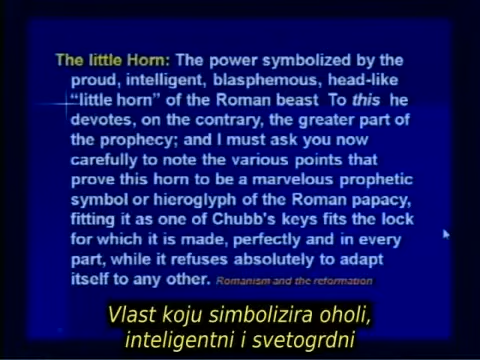 The little Horn: The power symbolized by the
proud, intelligent, blasphemous, head-like
“little horn” of the Roman beast To this he
devotes, on the contrary, the greater part of
the prophecy; and I must ask you now
carefully to note the various points that
prove this horn to be a marvelous prophetic
symbol or hieroglyph of the Roman papacy,
fitting it as one of Chubb's keys fits the lock
for which it is made, perfectly and in every
part, while it refuses absolutely to adapt
itself to any other. Romanism and the reformation
Vlast koju simbolizira oholi,
inteligentni i svetogrdni